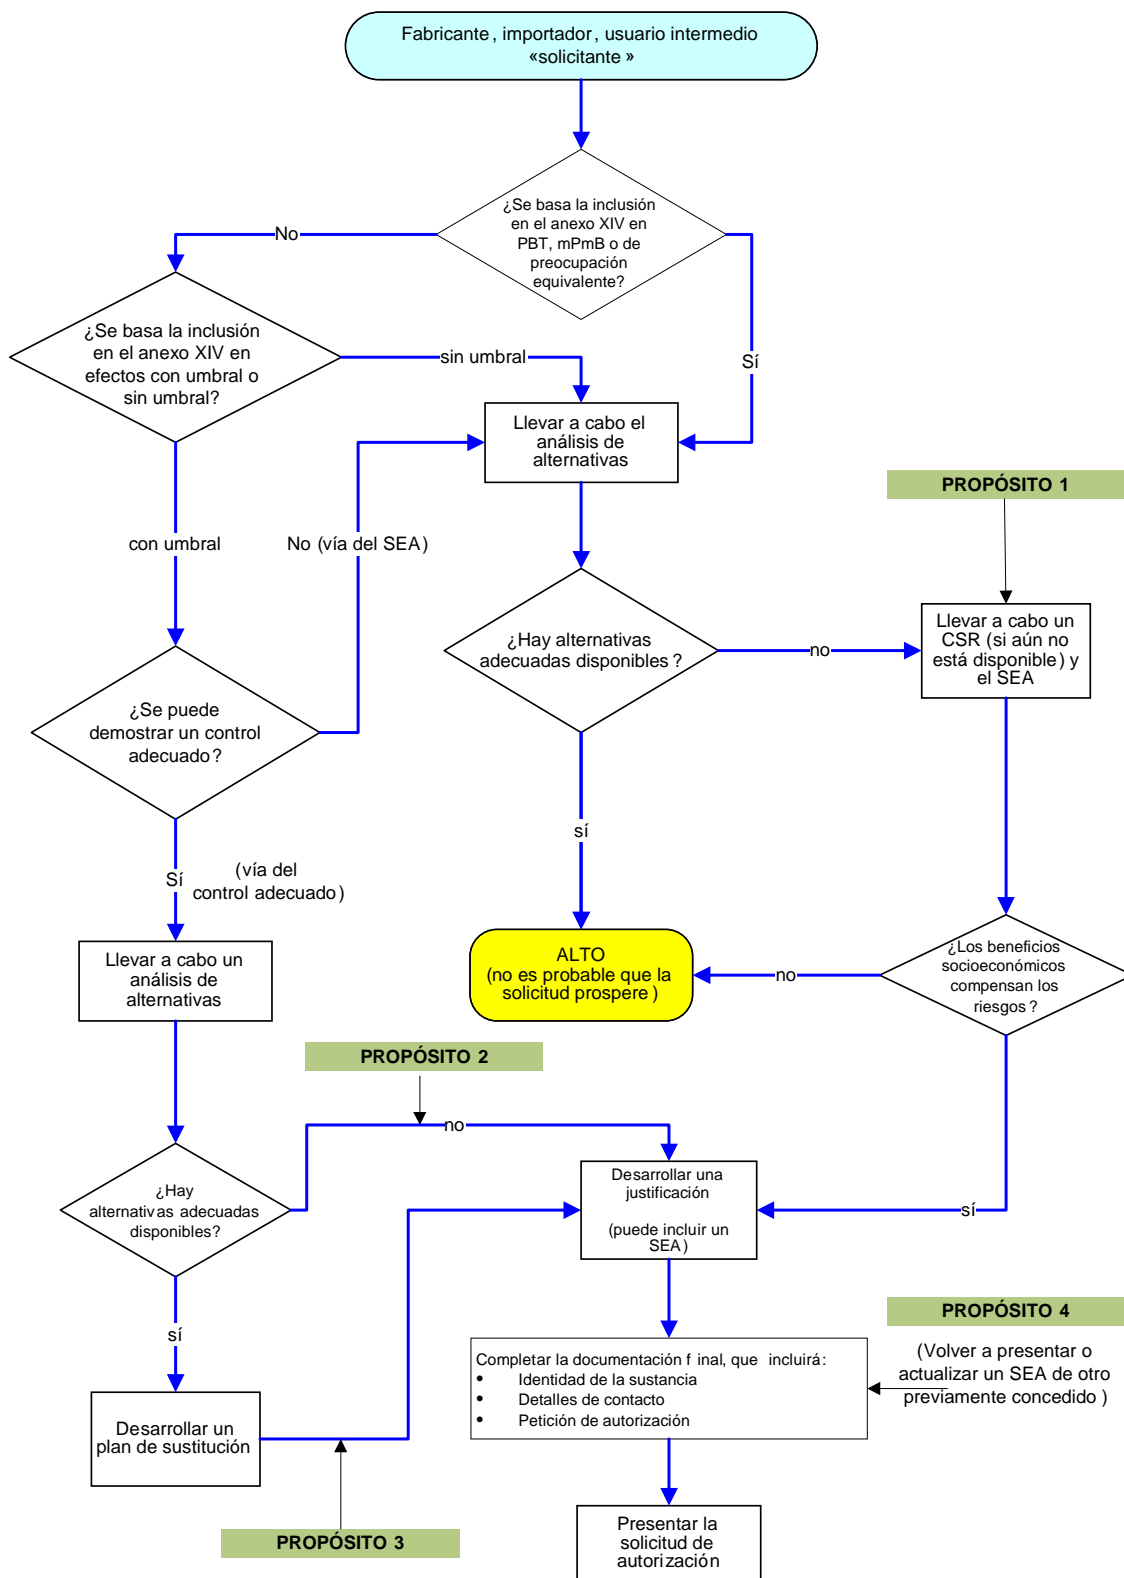 Fabricante, importador, usuario intermedio
«solicitante»
¿Se basa la inclusión
en el anexo XIV en
PBT, mPmB o de
preocupación
equivalente?
No
¿Se basa la inclusión
en el anexo XIV en
efectos con umbral o
sin umbral?
sin umbral
Sí
Llevar a cabo el
análisis de
alternativas
PROPÓSITO 1
con umbral
No (vía del SEA)
Llevar a cabo un
CSR (si aún no
está disponible) y
el SEA
¿Hay alternativas
adecuadas disponibles?
no
¿Se puede
demostrar un control
adecuado?
sí
Sí
(vía del
control adecuado)
Llevar a cabo un
análisis de
alternativas
ALTO
(no es probable que la
solicitud prospere)
no
¿Los beneficios
socioeconómicos
compensan los
riesgos?
PROPÓSITO 2
no
¿Hay
alternativas adecuadas
disponibles?
Desarrollar una
justificación
(puede incluir un
SEA)
sí
sí
PROPÓSITO 4
(Volver a presentar o
actualizar un SEA de otro
previamente concedido)
Completar la documentación final, que incluirá:
• Identidad de la sustancia
• Detalles de contacto
• Petición de autorización
Desarrollar un
plan de sustitución
PROPÓSITO 3
Presentar la
solicitud de
autorización